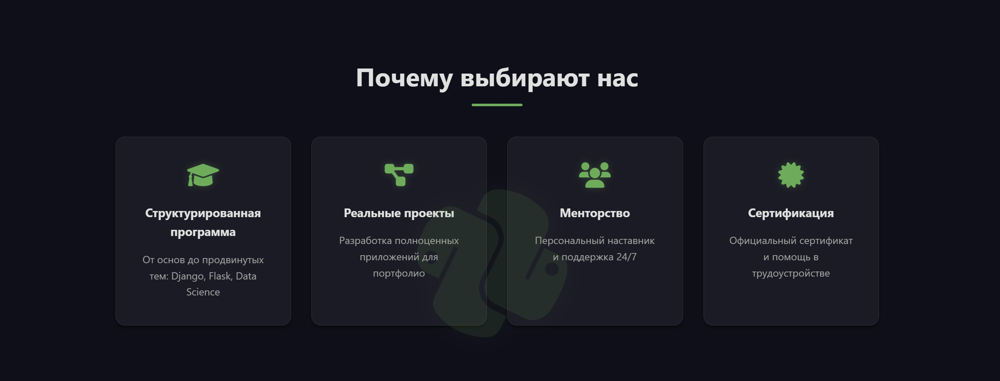 Почему выбирают нас
Структурированная
программа
От основ до продвинутых
тем: Django, Flask, Data
Science
Реальные проекты
Разработка полноценных
приложений для
портфолио
Менторство
Персональный наставник
и поддержка 24/7
Сертификация
Официальный сертификат
и помощь в
трудоустройстве